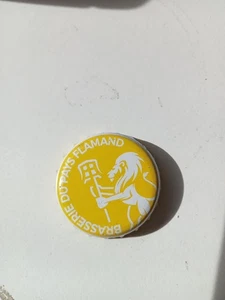 BRASSERIE DU PAYS FLAMAND